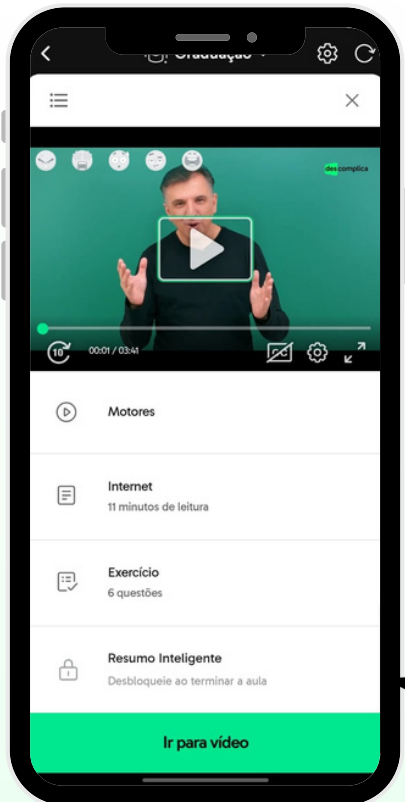 Graduação
descomplica
10
00:01 / 03:41
Motores
Internet
11 minutos de leitura
Exercício
6 questões
Resumo Inteligente
Desbloqueie ao terminar a aula
Ir para vídeo